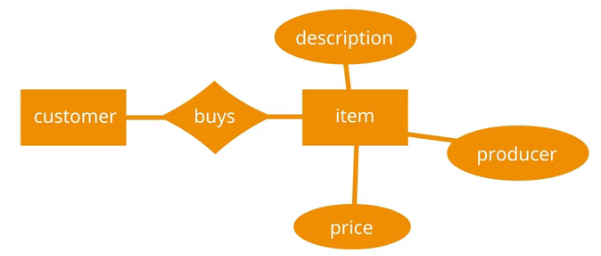 description
customer
buys
item
producer
price